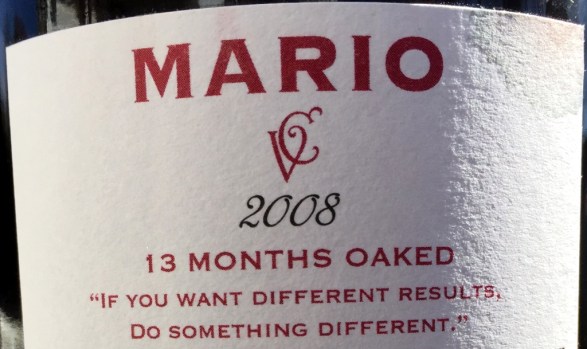 MARIO
VC
2008
13 MONTHS OAKED
“IF YOU WANT DIFFERENT RESULTS,
DO SOMETHING DIFFERENT.”